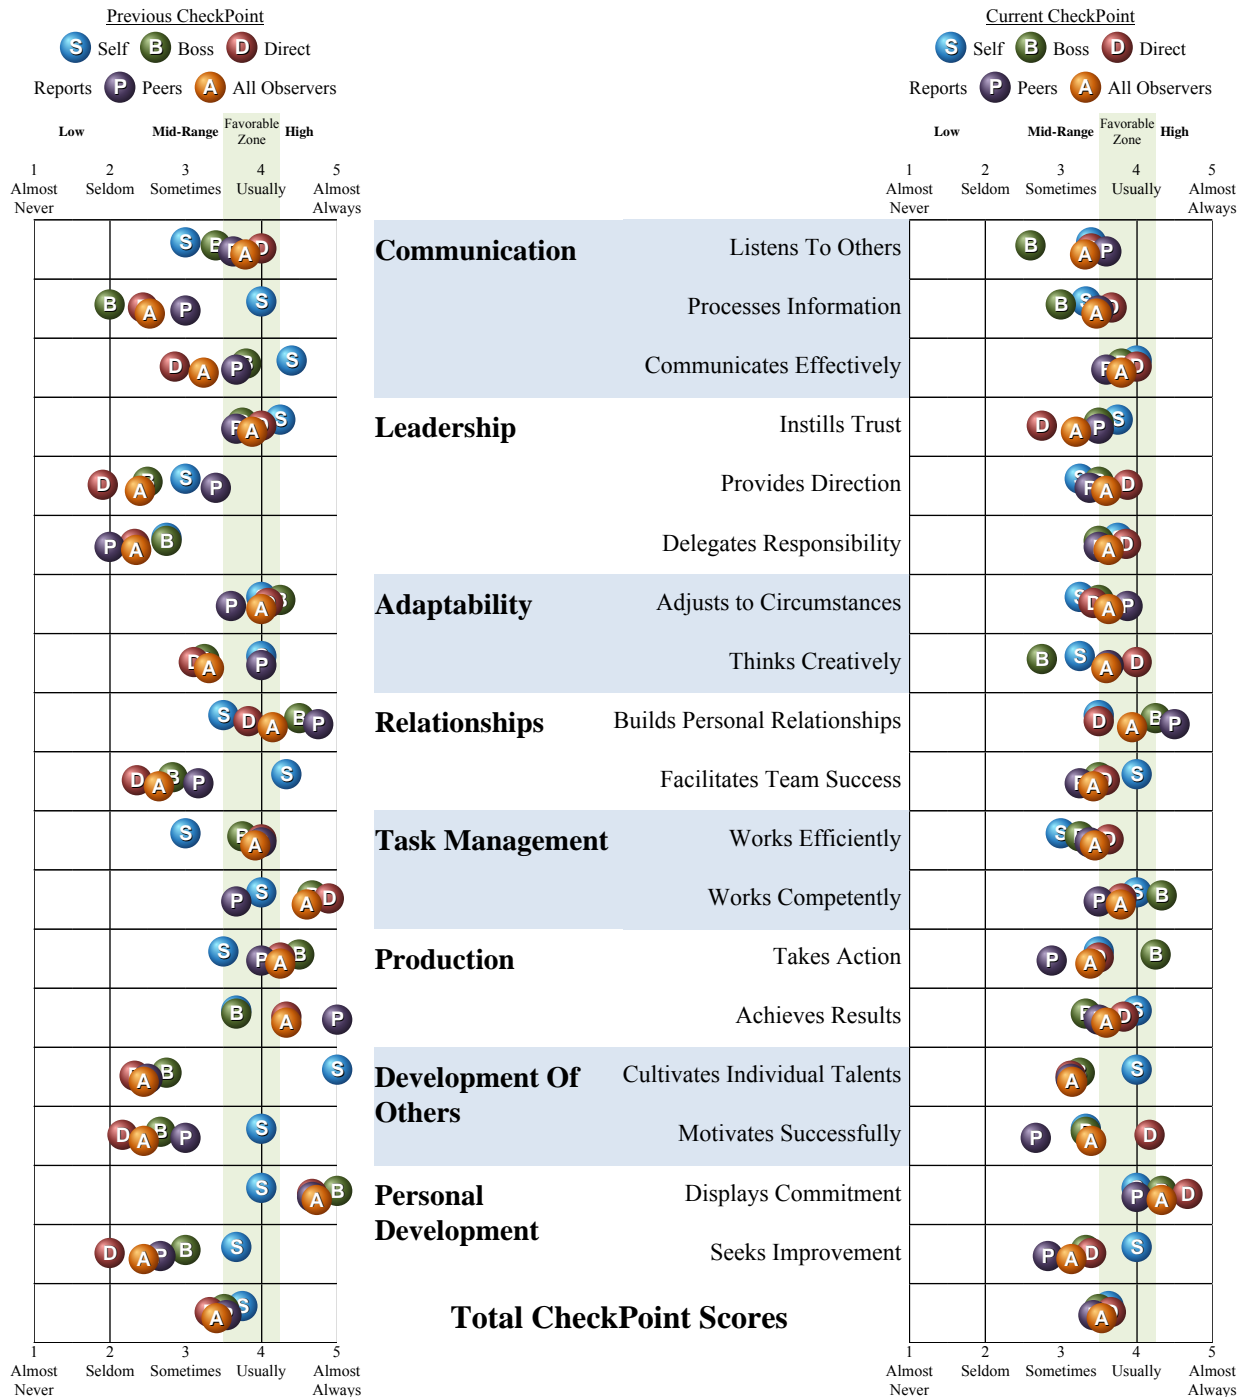 Previous CheckPoint
S Self B Boss D Direct
Reports P Peers A All Observers
Low Mid-Range Favorable Zone High
1 2 3 4 5
Almost Never Seldom Sometimes Usually Almost Always
Current CheckPoint
S Self B Boss D Direct
Reports P Peers A All Observers
Low Mid-Range Favorable Zone High
1 2 3 4 5
Almost Never Seldom Sometimes Usually Almost Always
Communication Listens To Others
Processes Information
Communicates Effectively
Leadership Instills Trust
Provides Direction
Delegates Responsibility
Adaptability Adjusts to Circumstances
Thinks Creatively
Relationships Builds Personal Relationships
Facilitates Team Success
Task Management Works Efficiently
Works Competently
Production Takes Action
Achieves Results
Development Of Others Cultivates Individual Talents
Motivates Successfully
Personal Development Displays Commitment
Seeks Improvement
Total CheckPoint Scores
1 2 3 4 5
Almost Never Seldom Sometimes Usually Almost Always
1 2 3 4 5
Almost Never Seldom Sometimes Usually Almost Always